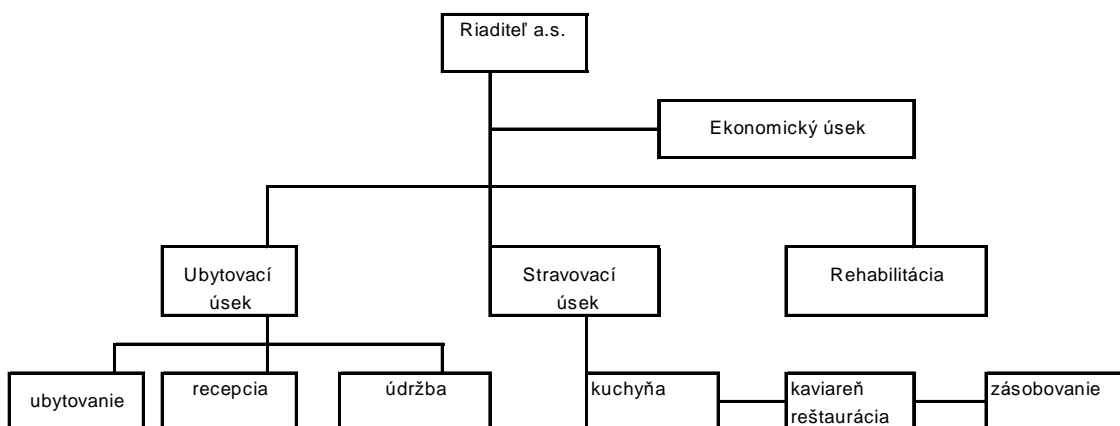 Riaditeľ a.s.
Ekonomický úsek
Ubytovací
úsek
Stravovací
úsek
Rehabilitácia
ubytovanie
recepcia
údržba
kuchyňa
kaviareň
reštaurácia
zásobovanie